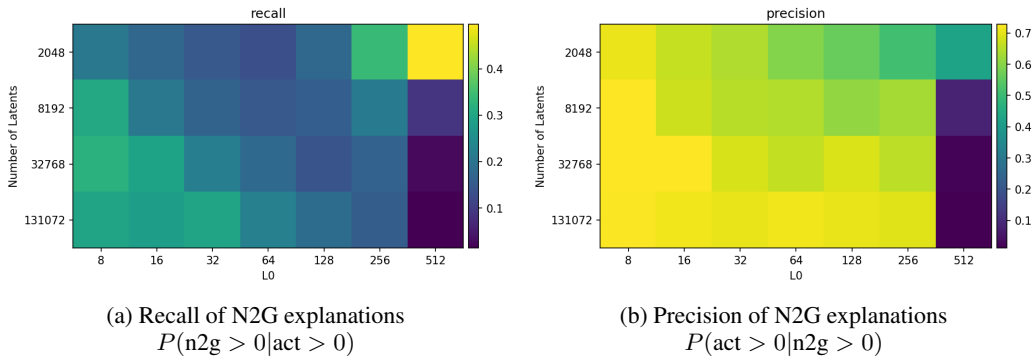 recall
Number of Latents
2048
8192
32768
131072
8 16 32 64 128 256 512
L0
0.4
0.3
0.2
0.1
precision
Number of Latents
2048
8192
32768
131072
8 16 32 64 128 256 512
L0
0.7
0.6
0.5
0.4
0.3
0.2
0.1
(a) Recall of N2G explanations
P(n2g > 0|act > 0)
(b) Precision of N2G explanations
P(act > 0|n2g > 0)